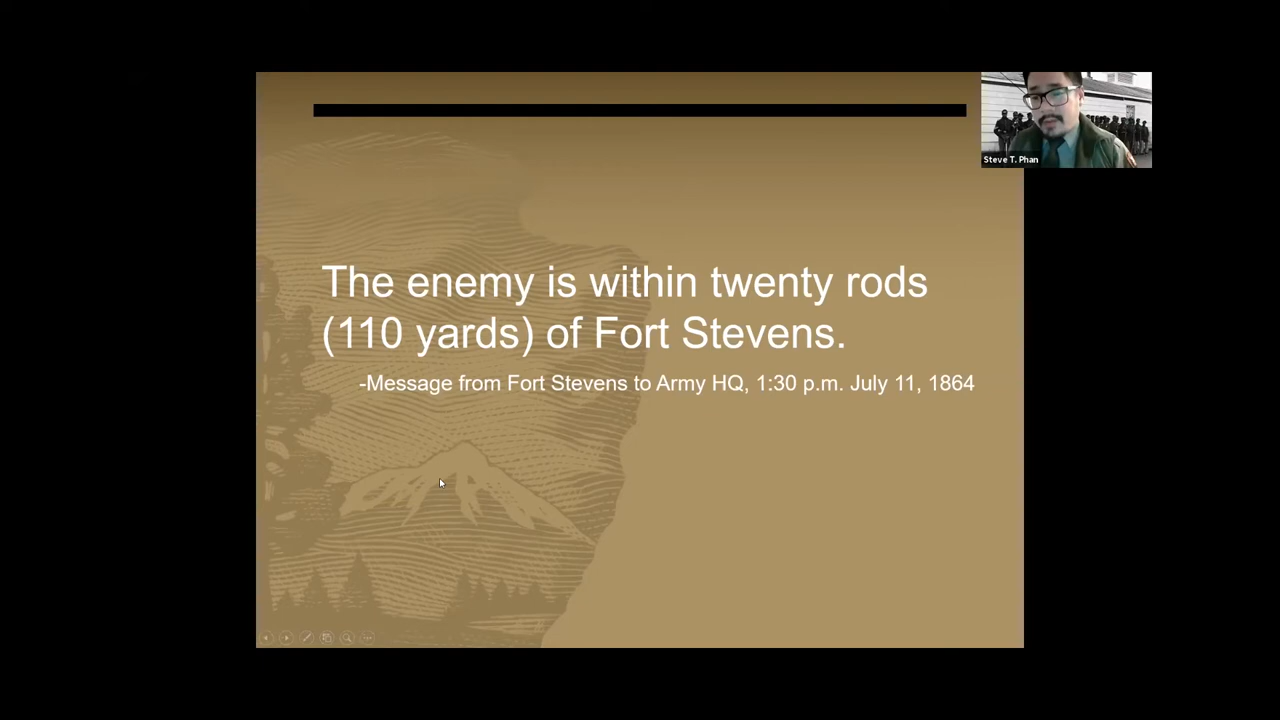 Steve T. Phan
The enemy is within twenty rods
(110 yards) of Fort Stevens.
-Message from Fort Stevens to Army HQ, 1:30 p.m. July 11, 1864